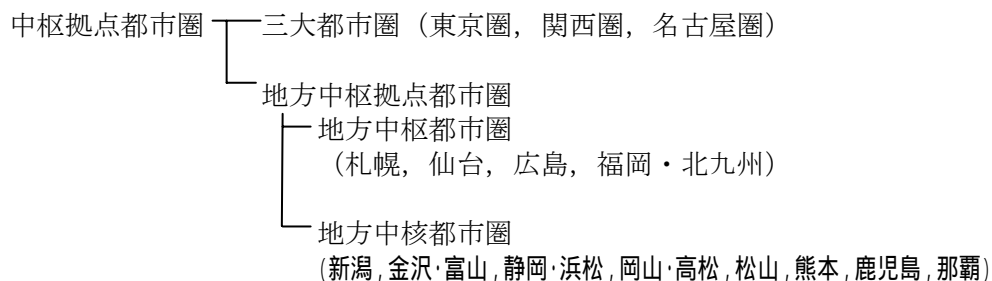 中枢拠点都市圏 三大都市圏（東京圏，関西圏，名古屋圏）
地方中枢拠点都市圏
地方中枢都市圏
（札幌，仙台，広島，福岡・北九州）
地方中核都市圏
(新潟,金沢・富山,静岡・浜松,岡山・高松,松山,熊本,鹿児島,那覇)